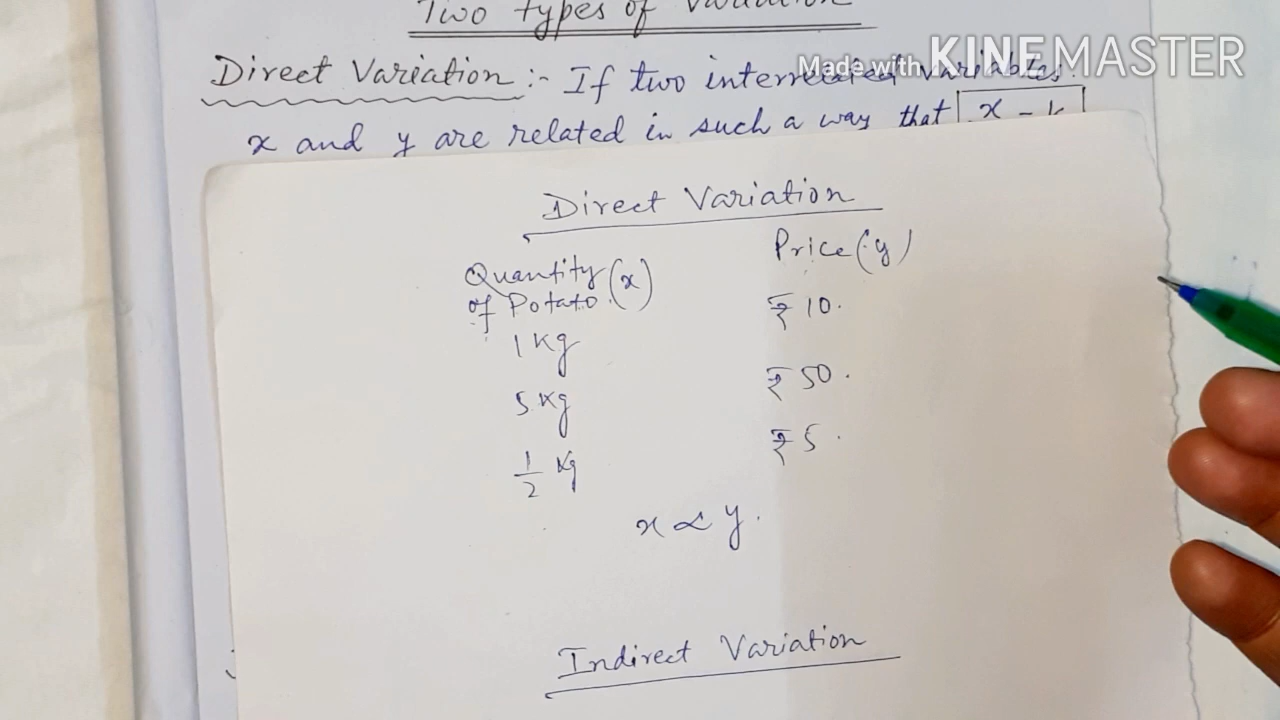 Two types of Variation
Made with KINEMASTER
Direct Variation :- If two interrelated variables
x and y are related in such a way that x - k
Direct Variation
Quantity of Potato (x) Price (y)
1 Kg ₹ 10.
5 Kg ₹ 50.
1/2 Kg ₹ 5.
x ∝ y.
Indirect Variation